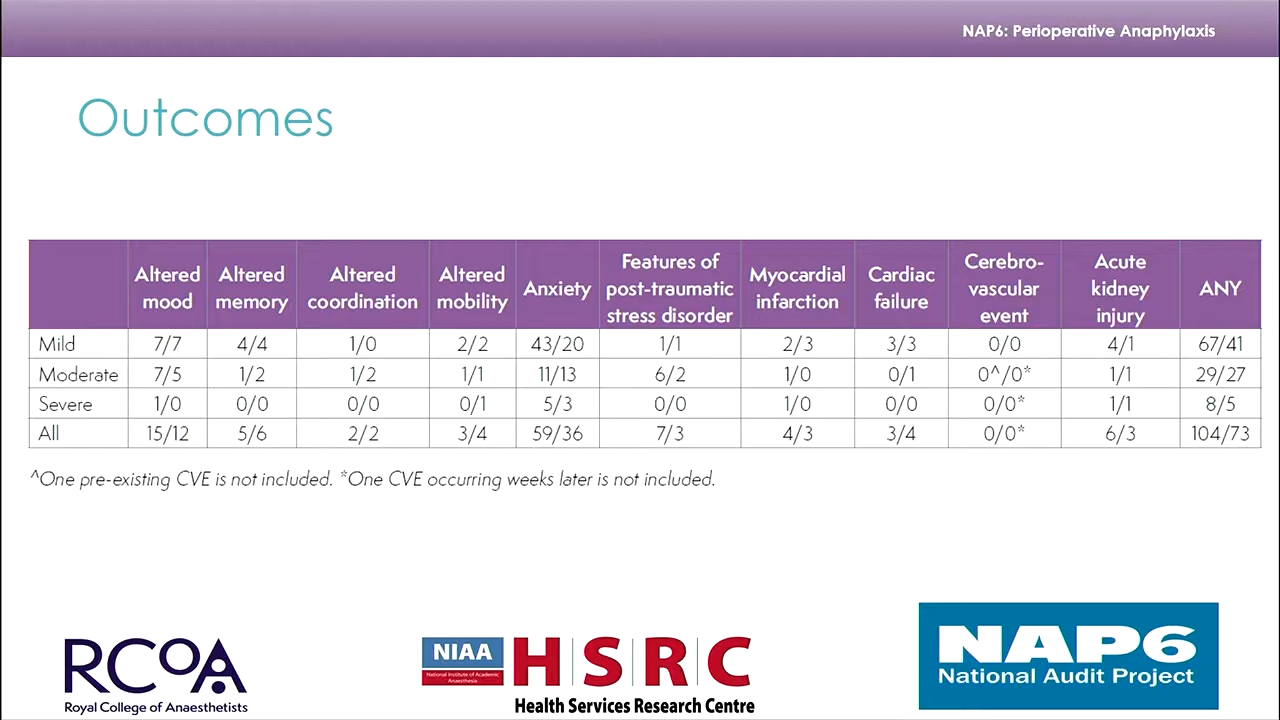 NAP6: Perioperative Anaphylaxis
Outcomes
Altered mood Altered memory Altered coordination Altered mobility Anxiety Features of post-traumatic stress disorder Myocardial infarction Cardiac failure Cerebro-vascular event Acute kidney injury ANY
Mild 7/7 4/4 1/0 2/2 43/20 1/1 2/3 3/3 0/0 4/1 67/41
Moderate 7/5 1/2 1/2 1/1 11/13 6/2 1/0 0/1 0^/0* 1/1 29/27
Severe 1/0 0/0 0/0 0/1 5/3 0/0 1/0 0/0 0/0* 1/1 8/5
All 15/12 5/6 2/2 3/4 59/36 7/3 4/3 3/4 0/0* 6/3 104/73
^One pre-existing CVE is not included. *One CVE occurring weeks later is not included.
RCOA
Royal College of Anaesthetists
NIAA
National Institute of Academic
Anaesthesia
HSRC
Health Services Research Centre
NAP6
National Audit Project